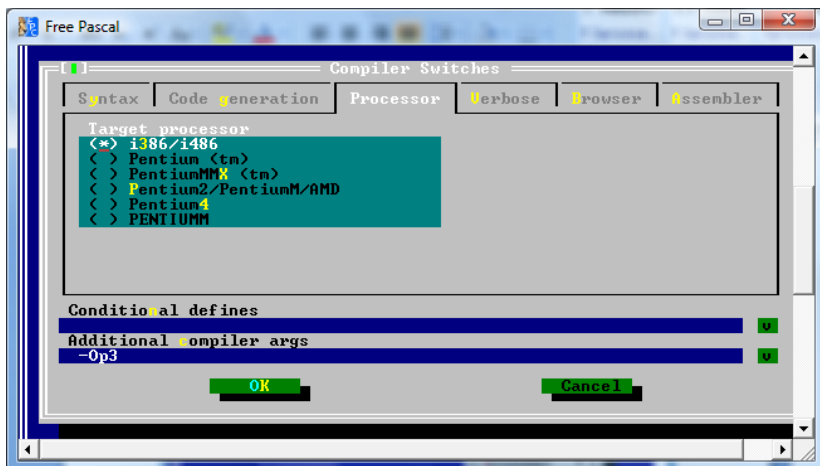 Free Pascal
[■] Compiler Switches
Syntax Code generation Processor Verbose Browser Assembler
Target processor
(*) i386/i486
( ) Pentium (tm)
( ) PentiumMMX (tm)
( ) Pentium2/PentiumM/AMD
( ) Pentium4
( ) PENTIUMM
Conditional defines
v
Additional compiler args
-Op3 v
OK Cancel